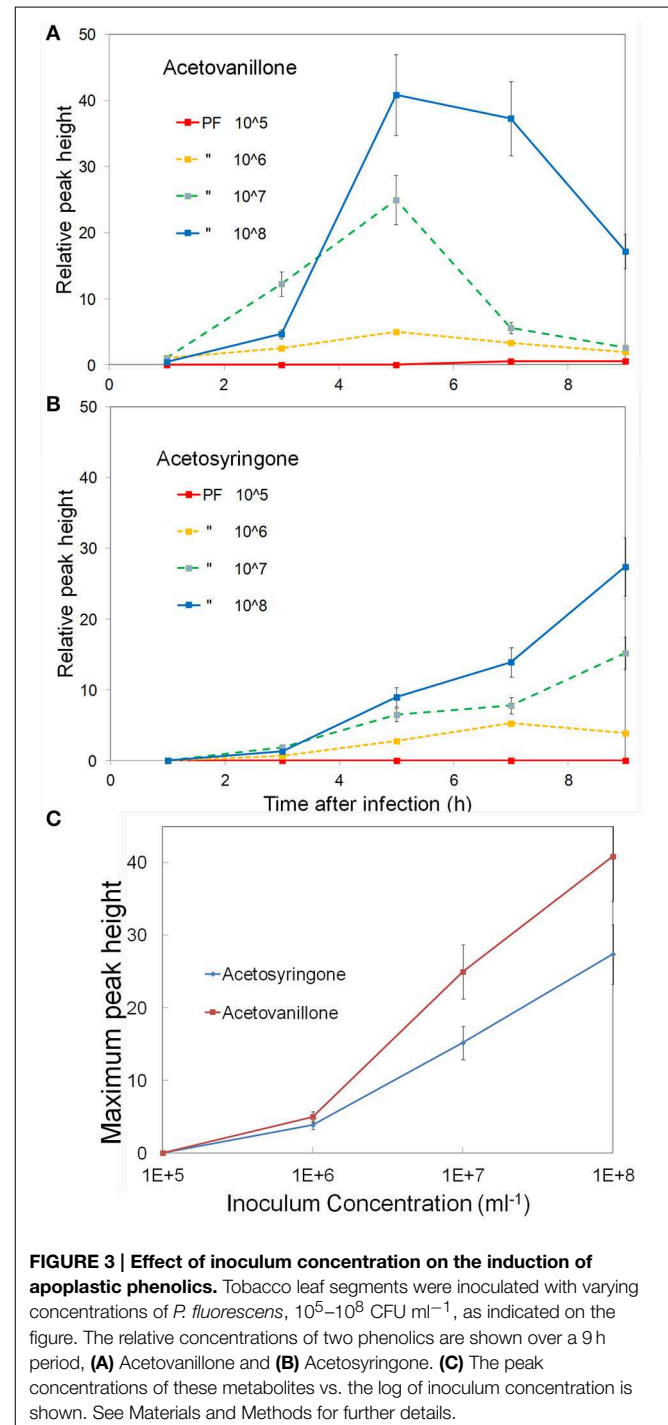 A
Relative peak height
50
40
30
20
10
0
Acetovanillone
PF 10^5
" 10^6
" 10^7
" 10^8
0 2 4 6 8
B
Relative peak height
50
40
30
20
10
0
Acetosyringone
PF 10^5
" 10^6
" 10^7
" 10^8
0 2 4 6 8
Time after infection (h)
C
Maximum peak height
40
30
20
10
0
Acetosyringone
Acetovanillone
1E+5 1E+6 1E+7 1E+8
Inoculum Concentration (ml⁻¹)
FIGURE 3 | Effect of inoculum concentration on the induction of
apoplastic phenolics. Tobacco leaf segments were inoculated with varying
concentrations of P. fluorescens, 10⁵–10⁸ CFU ml⁻¹, as indicated on the
figure. The relative concentrations of two phenolics are shown over a 9 h
period, (A) Acetovanillone and (B) Acetosyringone. (C) The peak
concentrations of these metabolites vs. the log of inoculum concentration is
shown. See Materials and Methods for further details.